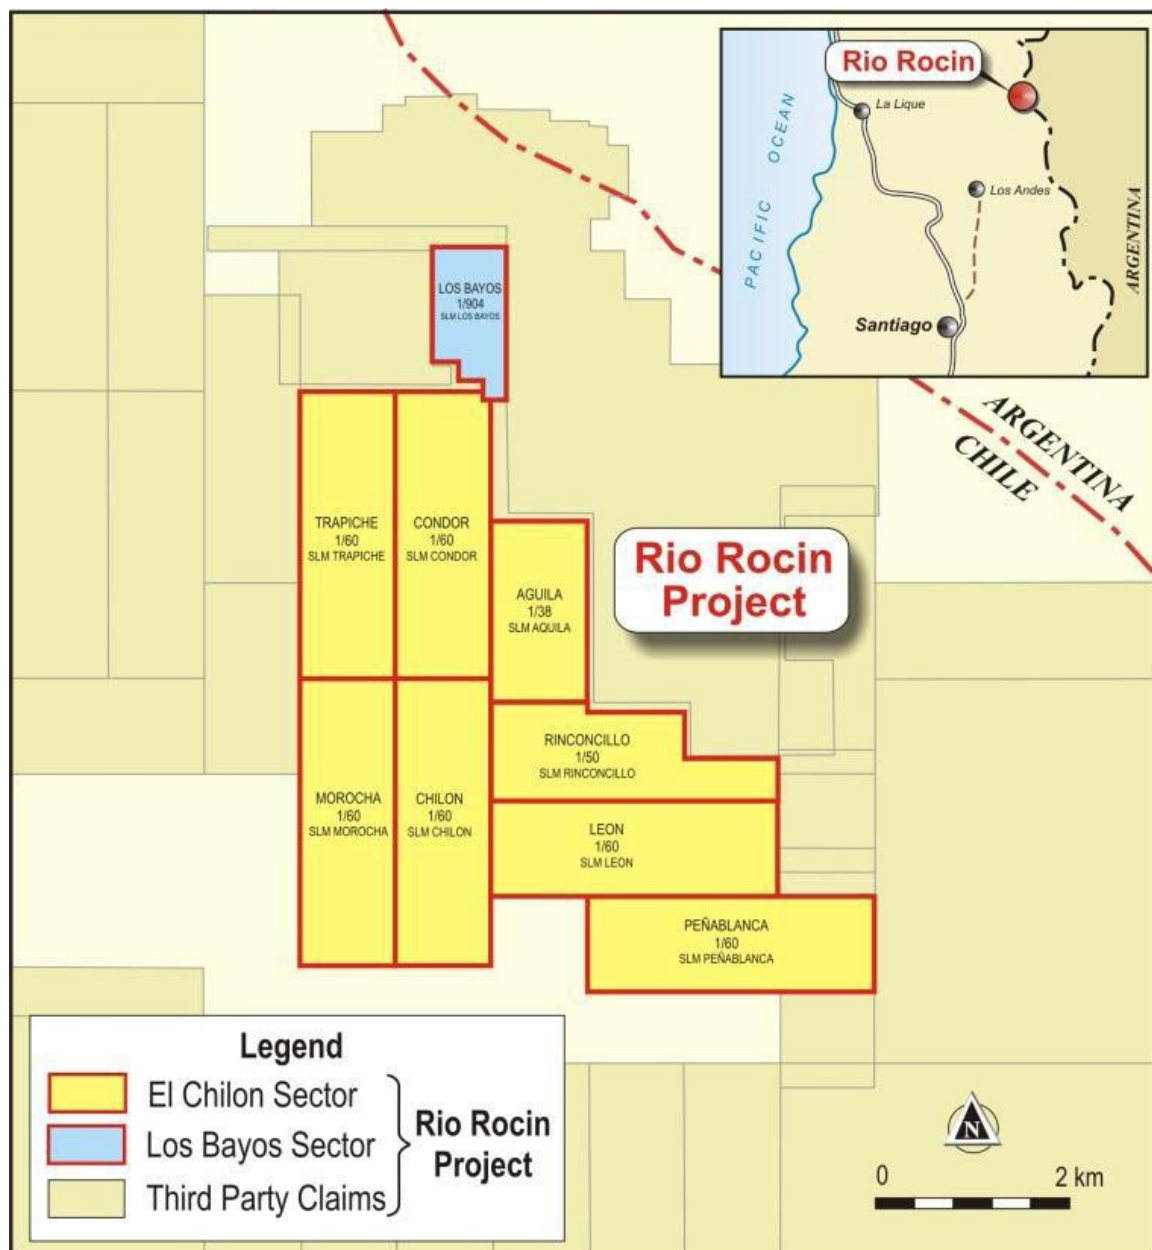 Rio Rocin
La Lique
PACIFIC OCEAN
Los Andes
ARGENTINA
Santiago
LOS BAYOS
1/904
SLM LOS BAYOS
ARGENTINA
CHILE
TRAPICHE
1/60
SLM TRAPICHE
CONDOR
1/60
SLM CONDOR
AGUILA
1/38
SLM AQUILA
Rio Rocin
Project
RINCONCILLO
1/50
SLM RINCONCILLO
MOROCHA
1/60
SLM MOROCHA
CHILON
1/60
SLM CHILON
LEON
1/60
SLM LEON
PEÑABLANCA
1/60
SLM PEÑABLANCA
Legend
El Chilon Sector
Los Bayos Sector
Third Party Claims
Rio Rocin
Project
N
0 2 km